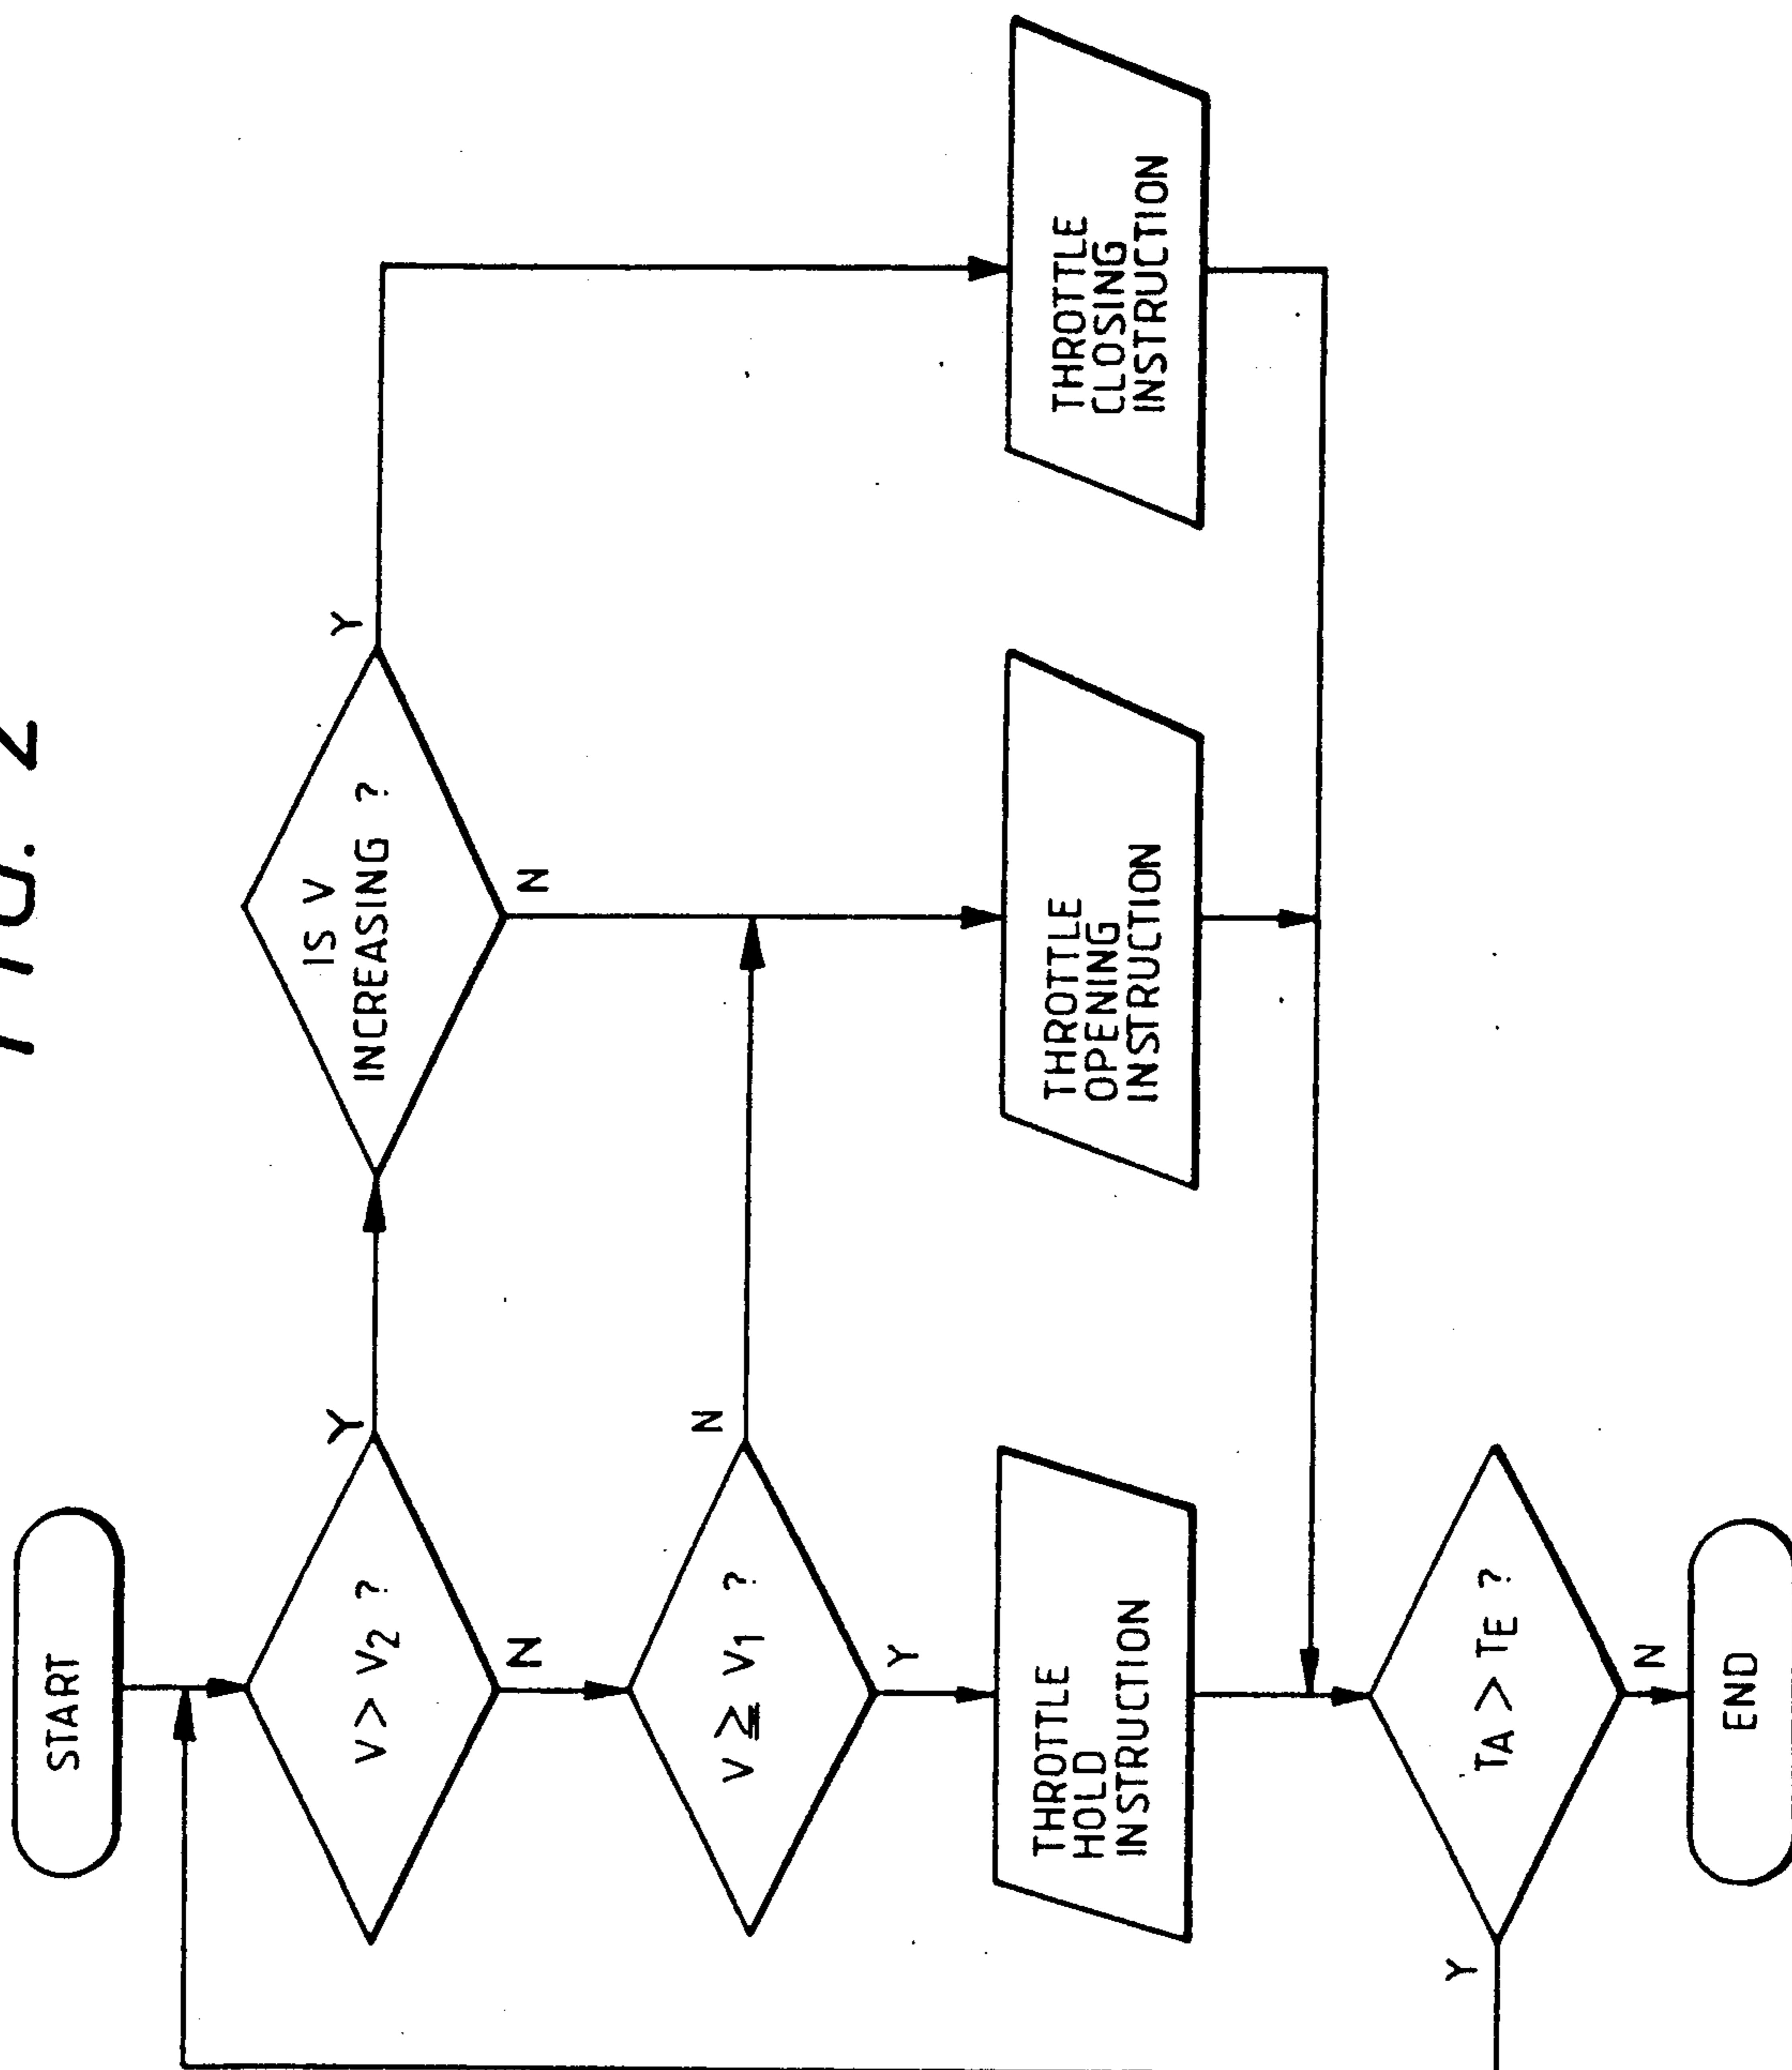 FIG. 2
START
V > V2 ?
Y
N
IS V
INCREASING ?
Y
N
V ≧ V1 ?
N
Y
THROTTLE
HOLD
INSTRUCTION
THROTTLE
OPENING
INSTRUCTION
THROTTLE
CLOSING
INSTRUCTION
TA > TE ?
Y
N
END